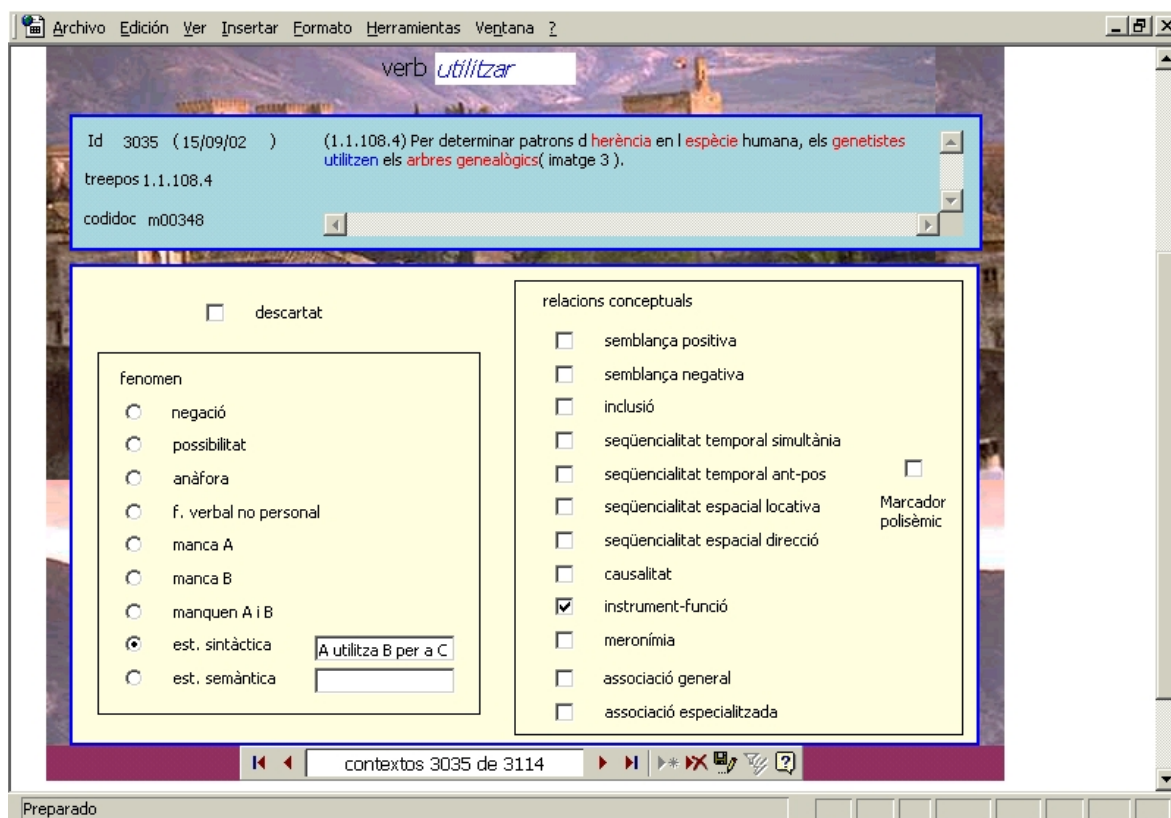 Archivo Edición Ver Insertar Formato Herramientas Ventana ?
verb utilitzar
Id 3035 (15/09/02 )
treepos 1.1.108.4
codidoc m00348
(1.1.108.4) Per determinar patrons d herència en l espècie humana, els genetistes
utilitzen els arbres genealògics( imatge 3 ).
descartat
fenomen
negació
possibilitat
anàfora
f. verbal no personal
manca A
manca B
manquen A i B
est. sintàctica A utilitza B per a C
est. semàntica
relacions conceptuals
semblança positiva
semblança negativa
inclusió
seqüencialitat temporal simultània
seqüencialitat temporal ant-pos
seqüencialitat espacial locativa
seqüencialitat espacial direcció
causalitat
instrument-funció
meronímia
associació general
associació especialitzada
Marcador
polisèmic
contextos 3035 de 3114
Preparado